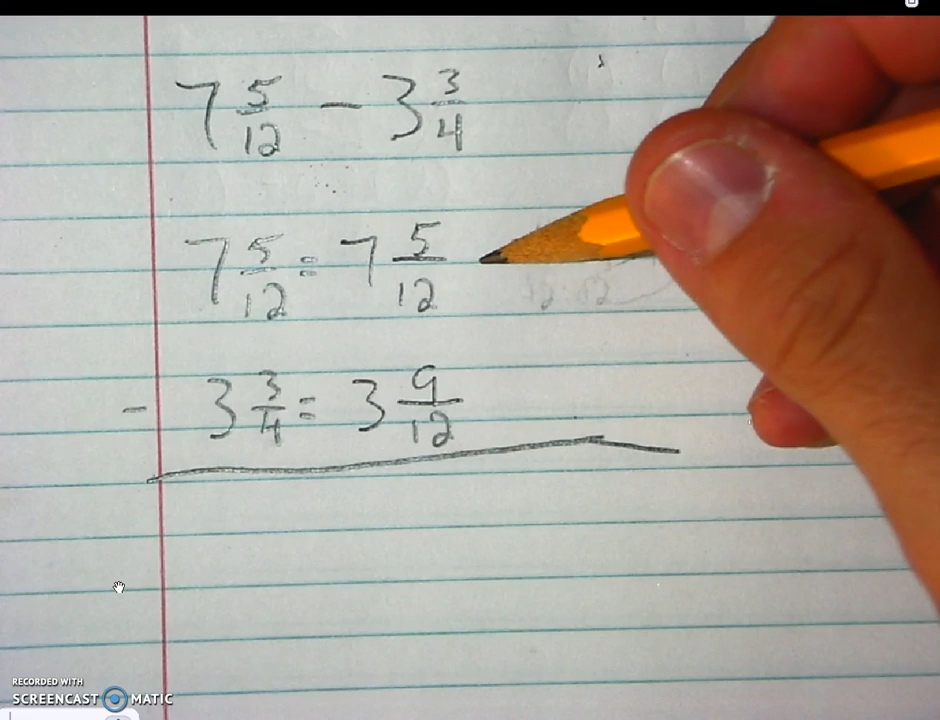 7 5/12 - 3 3/4
7 5/12 = 7 5/12
- 3 3/4 = 3 9/12
RECORDED WITH
SCREENCAST MATIC